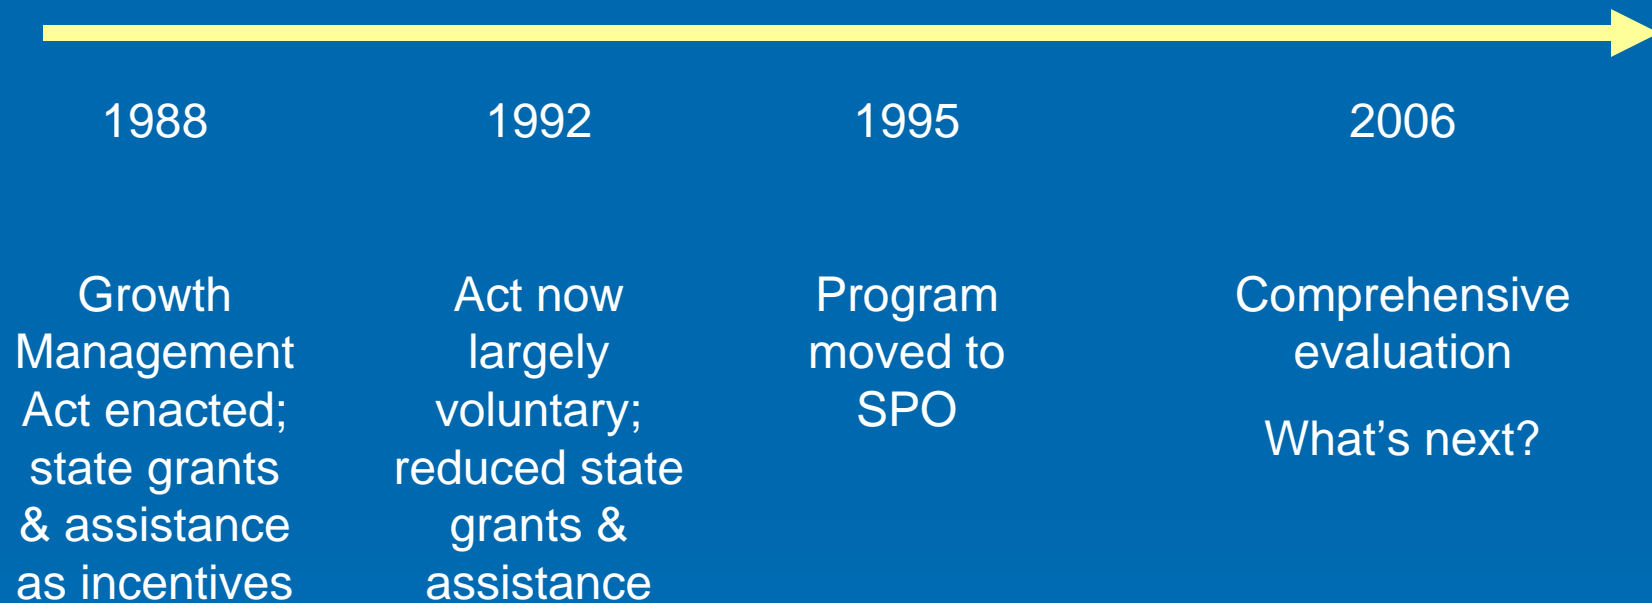 1988
1992
1995
2006
Growth
Management
Act enacted;
state grants
& assistance
as incentives
Act now
largely
voluntary;
reduced state
grants &
assistance
Program
moved to
SPO
Comprehensive
evaluation
What's next?